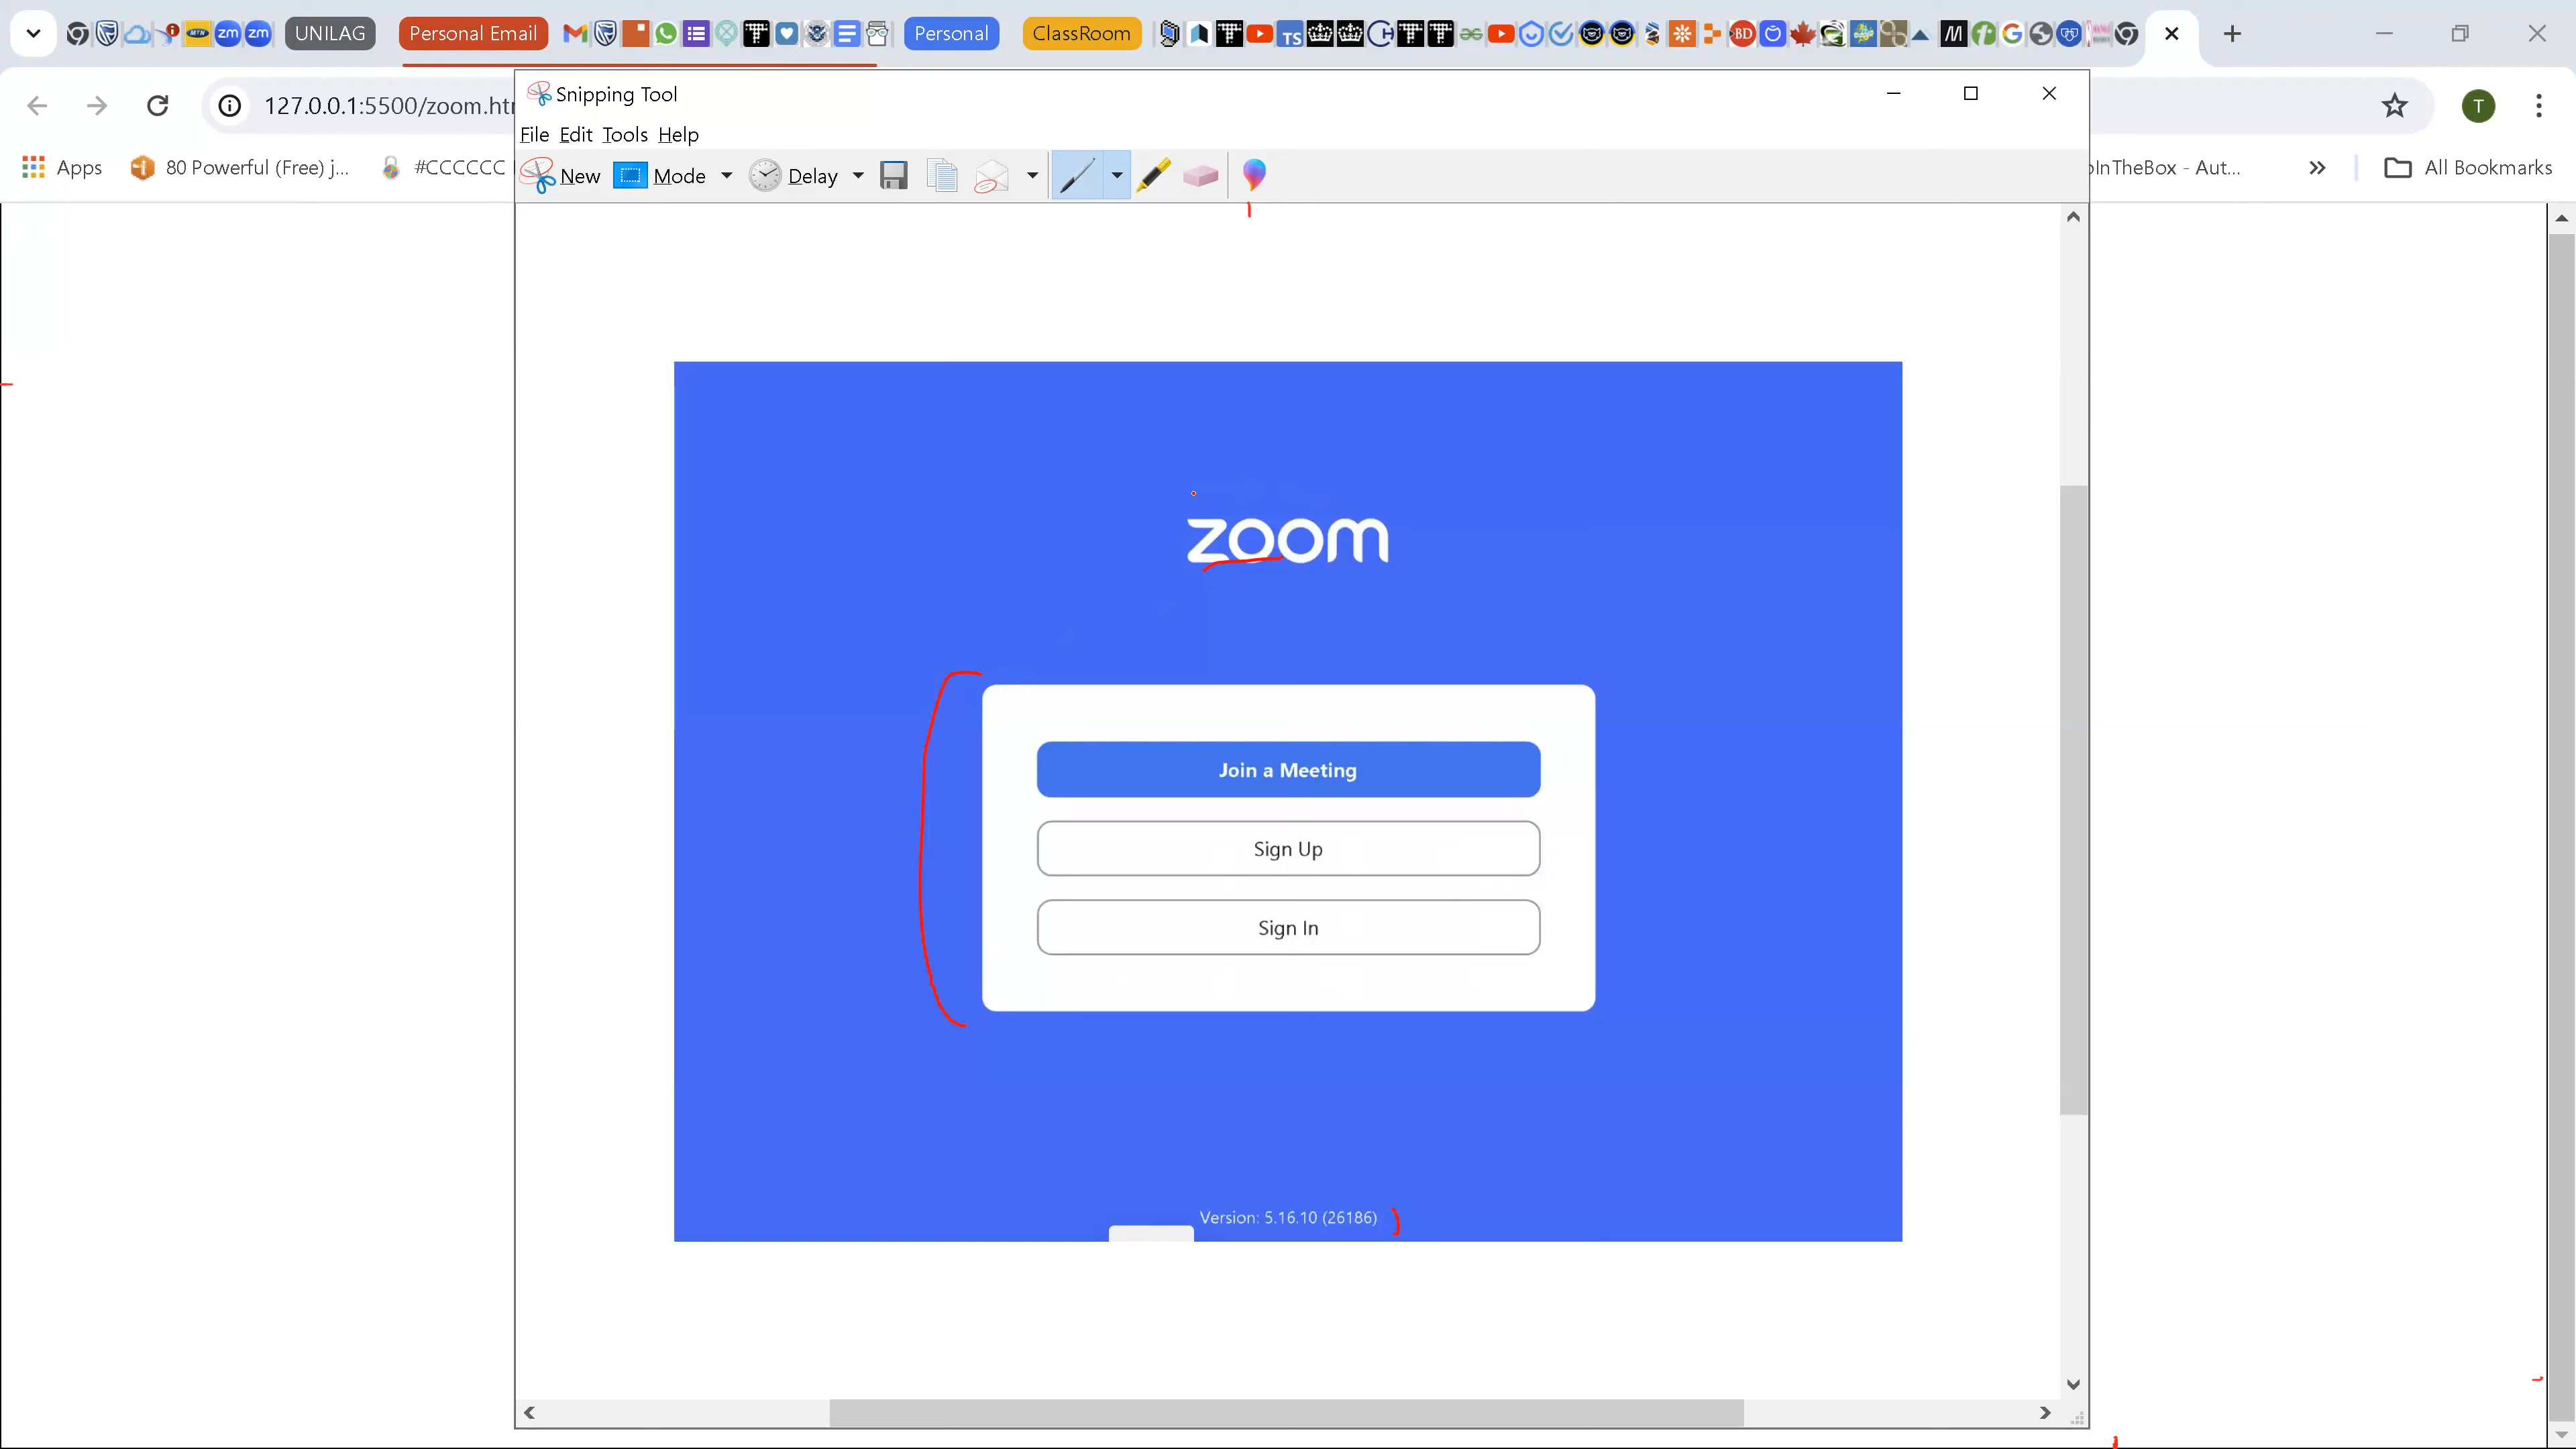 UNILAG
Personal Email
Personal
ClassRoom
127.0.0.1:5500/zoom.ht
Snipping Tool
T
File Edit Tools Help
Apps
80 Powerful (Free) j...
#CCCCCC
New
Mode
Delay
InTheBox - Aut...
All Bookmarks
zoom
Join a Meeting
Sign Up
Sign In
Version: 5.16.10 (26186)